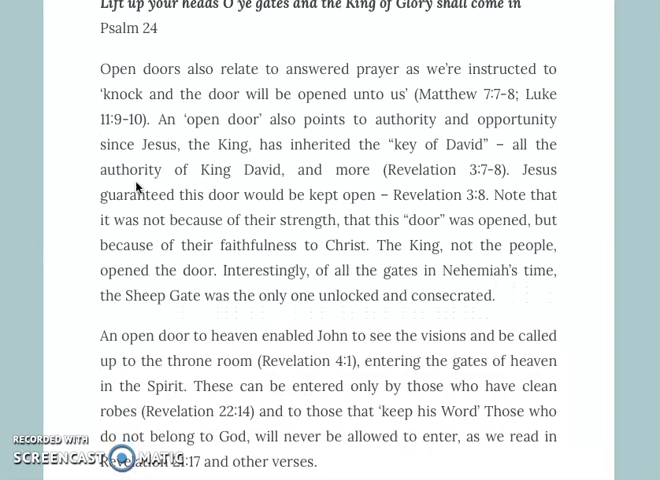 Lift up your heads O ye gates and the King of Glory shall come in
Psalm 24
Open doors also relate to answered prayer as we're instructed to
‘knock and the door will be opened unto us’ (Matthew 7:7-8; Luke
11:9-10). An ‘open door’ also points to authority and opportunity
since Jesus, the King, has inherited the “key of David” – all the
authority of King David, and more (Revelation 3:7-8). Jesus
guaranteed this door would be kept open – Revelation 3:8. Note that
it was not because of their strength, that this “door” was opened, but
because of their faithfulness to Christ. The King, not the people,
opened the door. Interestingly, of all the gates in Nehemiah’s time,
the Sheep Gate was the only one unlocked and consecrated.
An open door to heaven enabled John to see the visions and be called
up to the throne room (Revelation 4:1), entering the gates of heaven
in the Spirit. These can be entered only by those who have clean
robes (Revelation 22:14) and to those that ‘keep his Word’ Those who
do not belong to God, will never be allowed to enter, as we read in
Revelation :17 and other verses.
RECORDED WITH
SCREENCAST MATIC